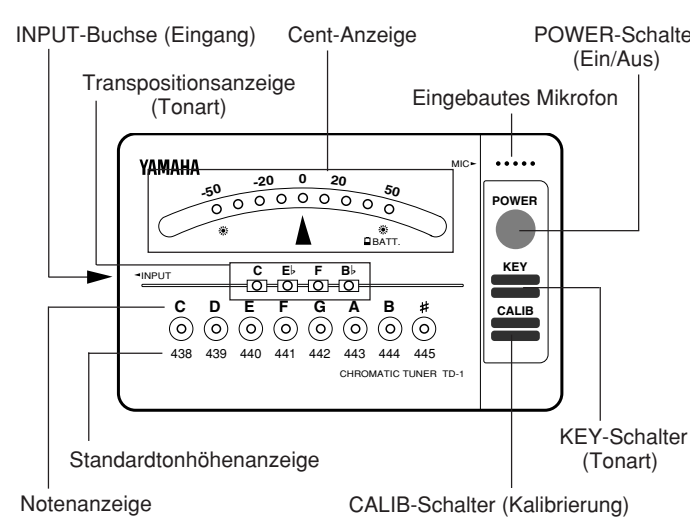 INPUT-Buchse (Eingang)
Cent-Anzeige
POWER-Schalte
(Ein/Aus)
Transpositionsanzeige
(Tonart)
Eingebautes Mikrofon
YAMAHA
MIC
-50 -20 0 20 50
BATT.
POWER
INPUT
C E♭ F B♭
KEY
C D E F G A B ♯
CALIB
438 439 440 441 442 443 444 445
CHROMATIC TUNER TD-1
KEY-Schalter
(Tonart)
Standardtonhöhenanzeige
Notenanzeige
CALIB-Schalter (Kalibrierung)